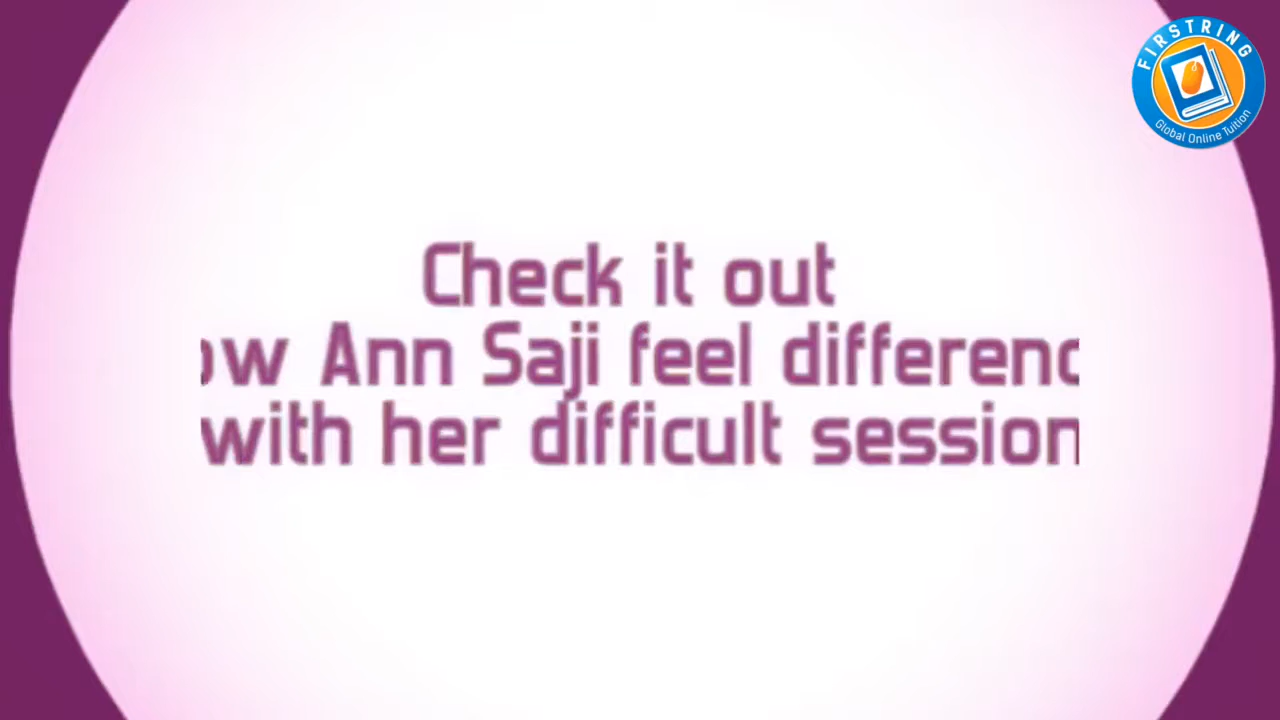 FIRSTRING
Global Online Tuition
Check it out
ow Ann Saji feel differenc
with her difficult session